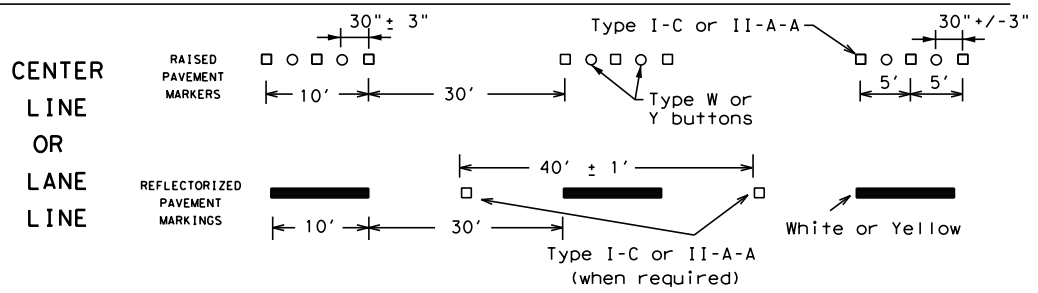 CENTER
LINE
OR
LANE
LINE
RAISED
PAVEMENT
MARKERS
30" ± 3"
10'
30'
Type I-C or II-A-A
Type W or
Y buttons
30"+/-3"
5'
5'
REFLECTORIZED
PAVEMENT
MARKINGS
10'
30'
40' ± 1'
Type I-C or II-A-A
(when required)
White or Yellow